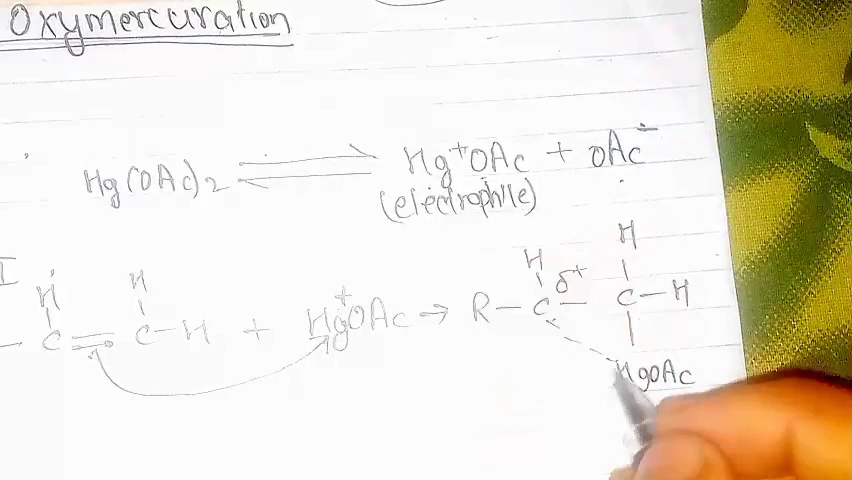 Oxymercuration
Hg(OAc)2 ⇌ Hg+OAc + OAc-
(electrophile)
I
H H H δ+ H
C=C-H + Hg+OAc → R-C-C-H
HgOAc